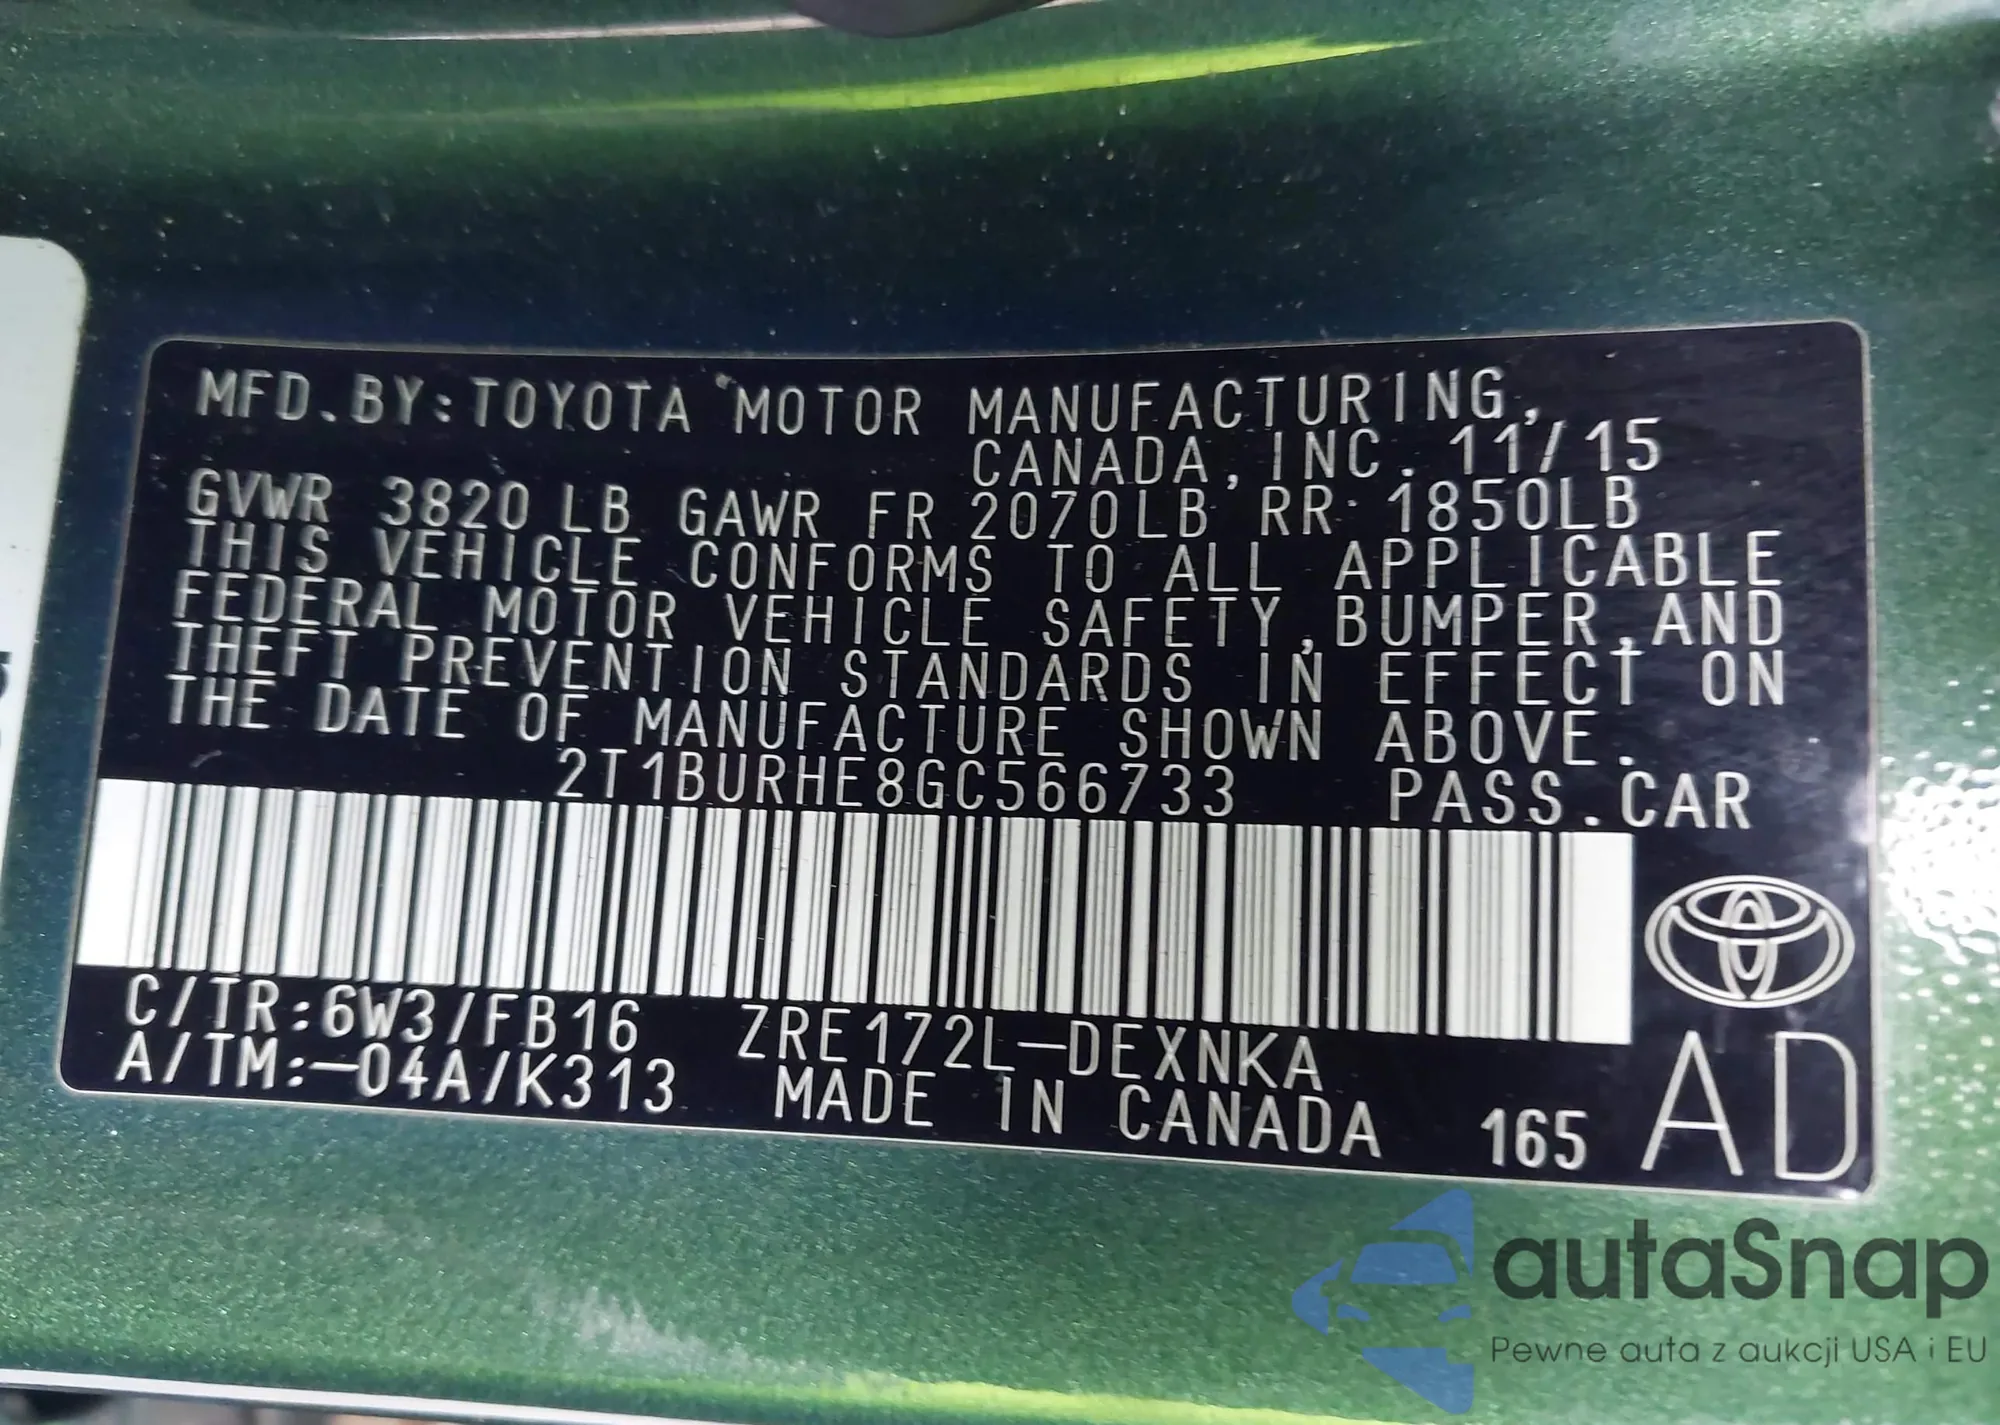 MFD.BY:TOYOTA MOTOR MANUFACTURING,
CANADA,INC. 11/15
GVWR 3820 LB GAWR FR 2070LB RR 1850LB
THIS VEHICLE CONFORMS TO ALL APPLICABLE
FEDERAL MOTOR VEHICLE SAFETY,BUMPER,AND
THEFT PREVENTION STANDARDS IN EFFECT ON
THE DATE OF MANUFACTURE SHOWN ABOVE.
2T1BURHE8GC566733 PASS.CAR
C/TR:6W3/FB16 ZRE172L-DEXNKA
A/TM:-04A/K313 MADE IN CANADA 165 AD
autaSnap
Pewne auta z aukcji USA i EU